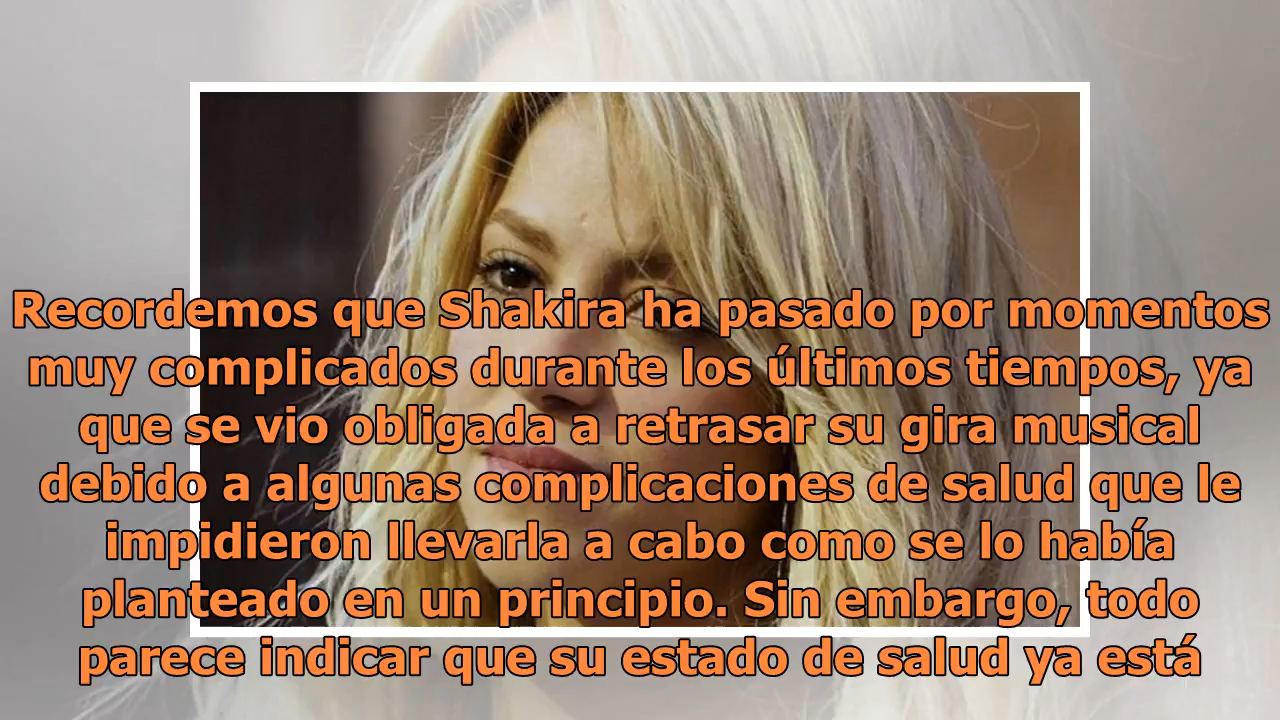 Recordemos que Shakira ha pasado por momentos
muy complicados durante los últimos tiempos, ya
que se vio obligada a retrasar su gira musical
debido a algunas complicaciones de salud que le
impidieron llevarla a cabo como se lo había
planteado en un principio. Sin embargo, todo
parece indicar que su estado de salud ya está